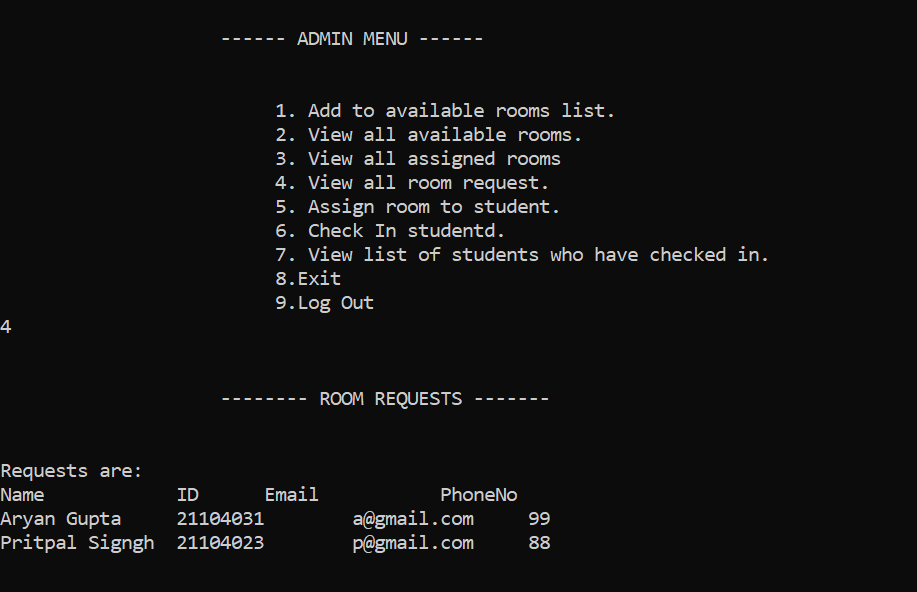 ------ ADMIN MENU ------
1. Add to available rooms list.
2. View all available rooms.
3. View all assigned rooms
4. View all room request.
5. Assign room to student.
6. Check In studentd.
7. View list of students who have checked in.
8.Exit
9.Log Out
4
-------- ROOM REQUESTS -------
Requests are:
Name ID Email PhoneNo
Aryan Gupta 21104031 a@gmail.com 99
Pritpal Signgh 21104023 p@gmail.com 88